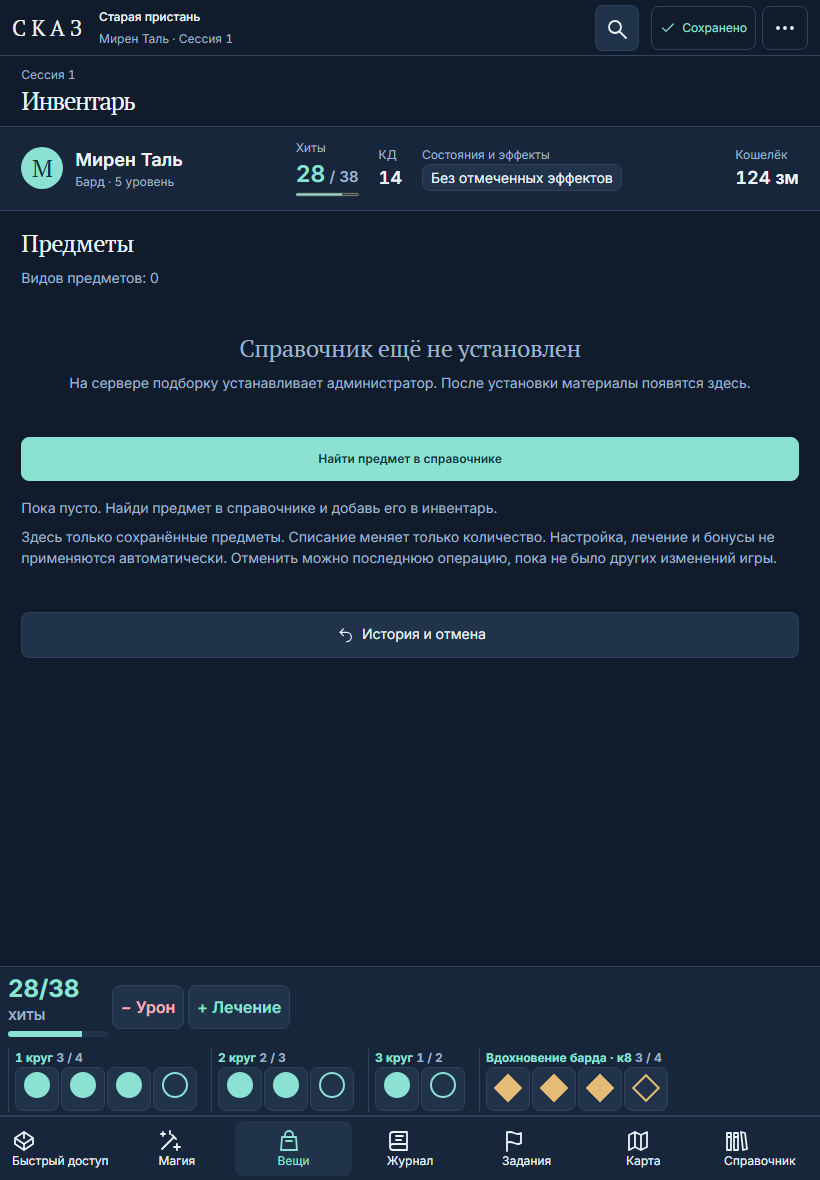 СКАЗ
Старая пристань
Мирен Таль · Сессия 1
Сохранено
Сессия 1
Инвентарь
М
Мирен Таль
Бард · 5 уровень
Хиты
28 / 38
КД
14
Состояния и эффекты
Без отмеченных эффектов
Кошелёк
124 зм
Предметы
Видов предметов: 0
Справочник ещё не установлен
На сервере подборку устанавливает администратор. После установки материалы появятся здесь.
Найти предмет в справочнике
Пока пусто. Найди предмет в справочнике и добавь его в инвентарь.
Здесь только сохранённые предметы. Списание меняет только количество. Настройка, лечение и бонусы не
применяются автоматически. Отменить можно последнюю операцию, пока не было других изменений игры.
История и отмена
28/38
ХИТЫ
− Урон
+ Лечение
1 круг 3 / 4
2 круг 2 / 3
3 круг 1 / 2
Вдохновение барда · к8 3 / 4
Быстрый доступ
Магия
Вещи
Журнал
Задания
Карта
Справочник